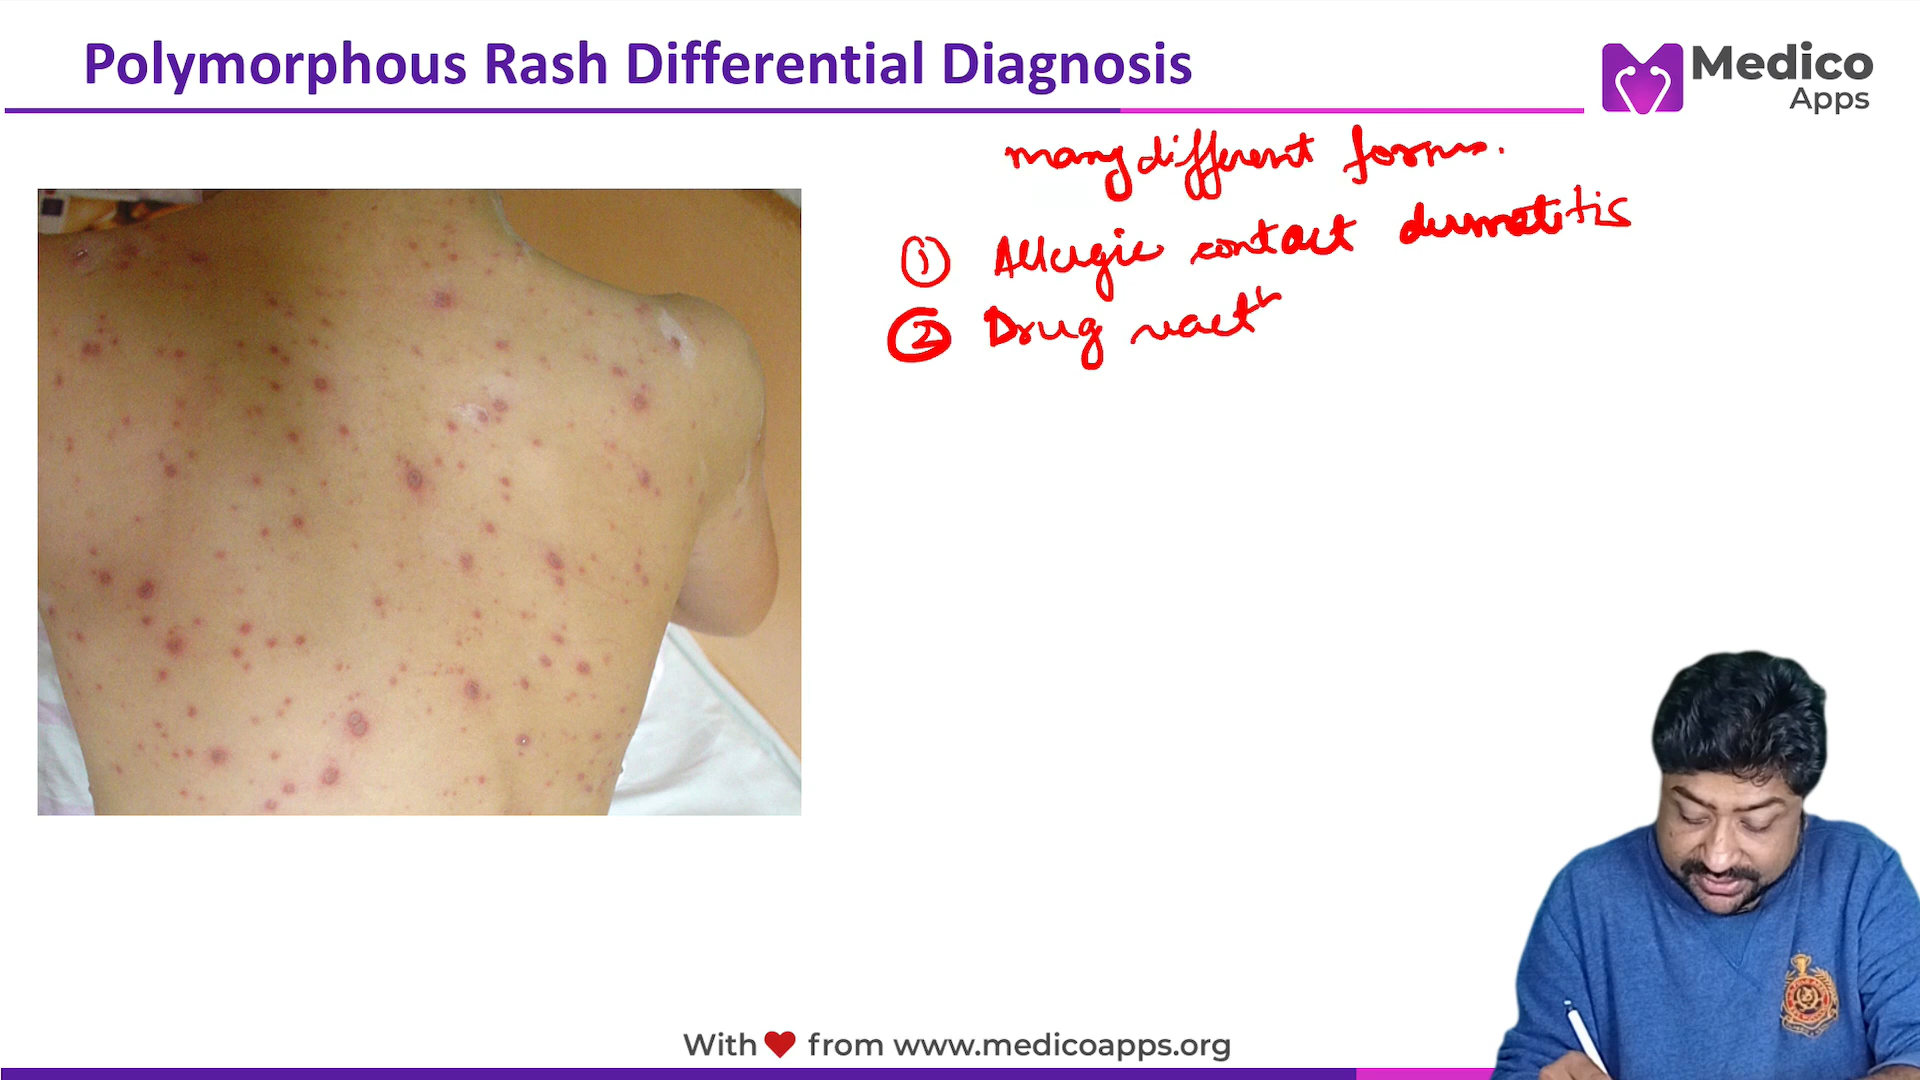 Polymorphous Rash Differential Diagnosis
Medico
Apps
many different forms.
① Allergic contact dermatitis
② Drug reactⁿ
With ❤ from www.medicoapps.org